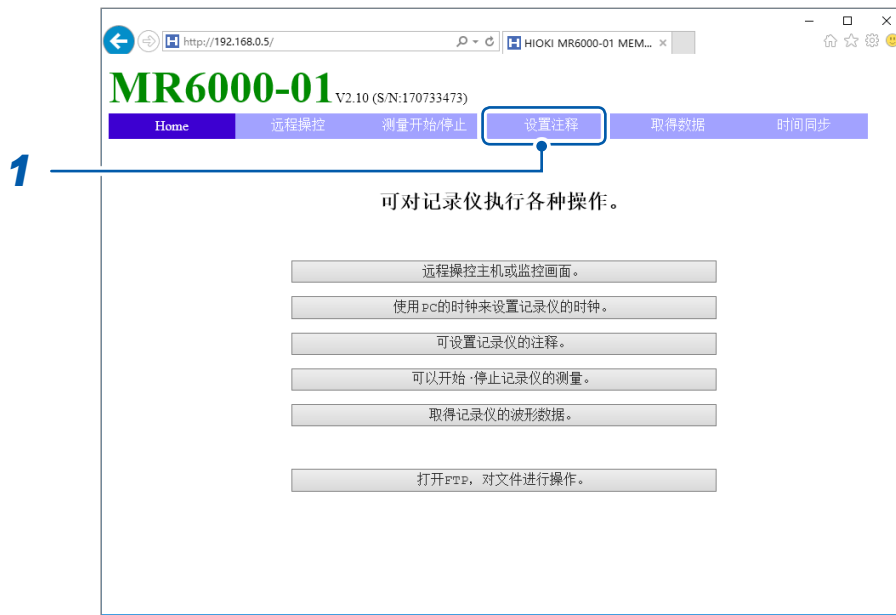 http://192.168.0.5/
HIOKI MR6000-01 MEM...
MR6000-01 V2.10 (S/N:170733473)
Home 远程操控 测量开始/停止 设置注释 取得数据 时间同步
1
可对记录仪执行各种操作。
远程操控主机或监控画面。
使用PC的时钟来设置记录仪的时钟。
可设置记录仪的注释。
可以开始·停止记录仪的测量。
取得记录仪的波形数据。
打开FTP，对文件进行操作。